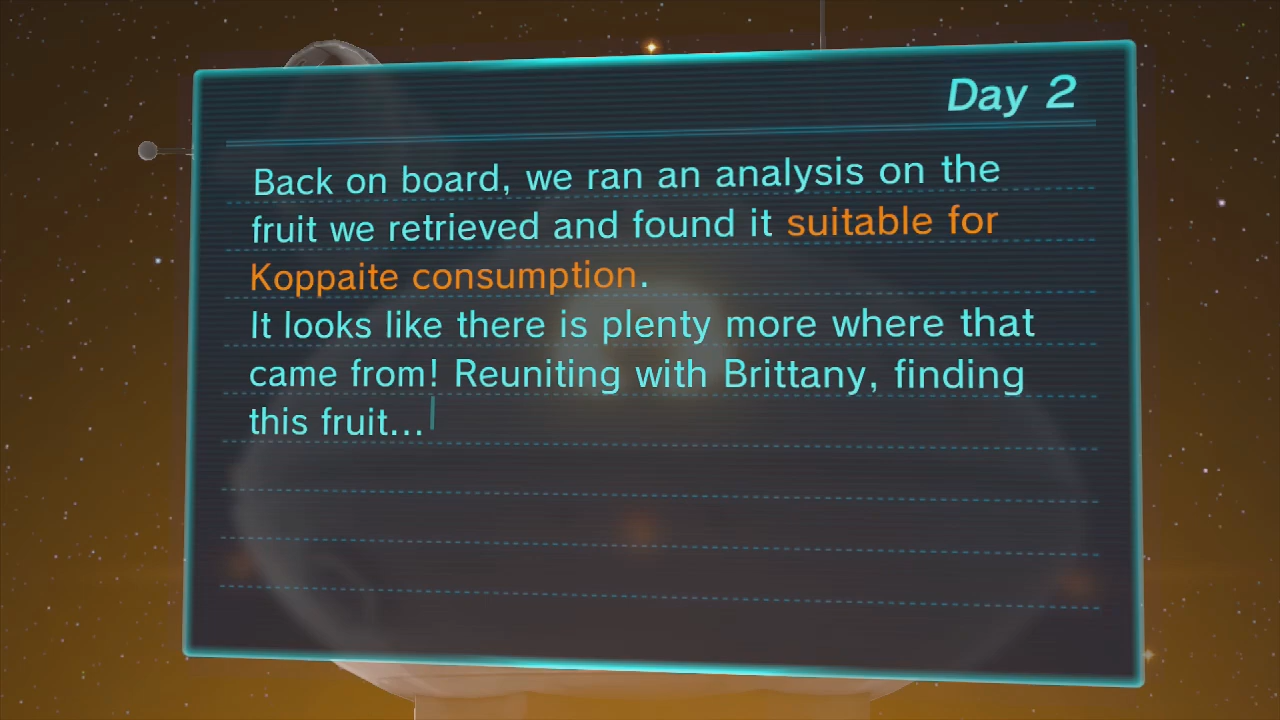 Day 2
Back on board, we ran an analysis on the
fruit we retrieved and found it suitable for
Koppaite consumption.
It looks like there is plenty more where that
came from! Reuniting with Brittany, finding
this fruit...